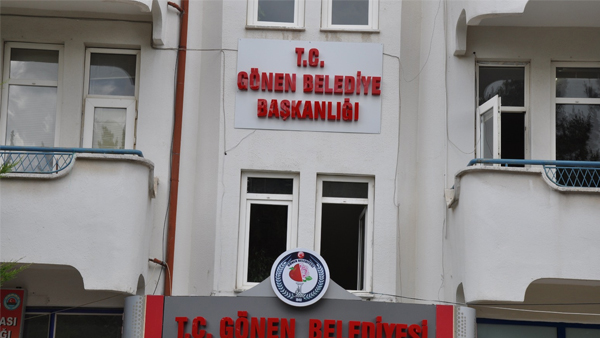 T.C.
GÖNEN BELEDİYE
BAŞKANLIĞI
T.C. GÖNEN BELEDİYESİ